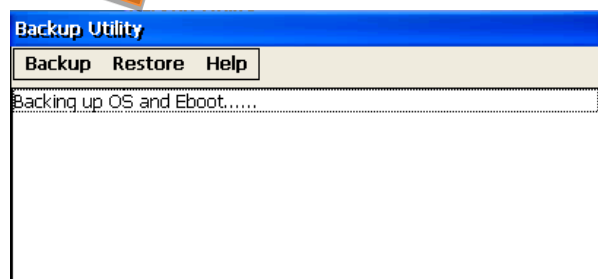 Backup Utility
Backup Restore Help
Backing up OS and Eboot......